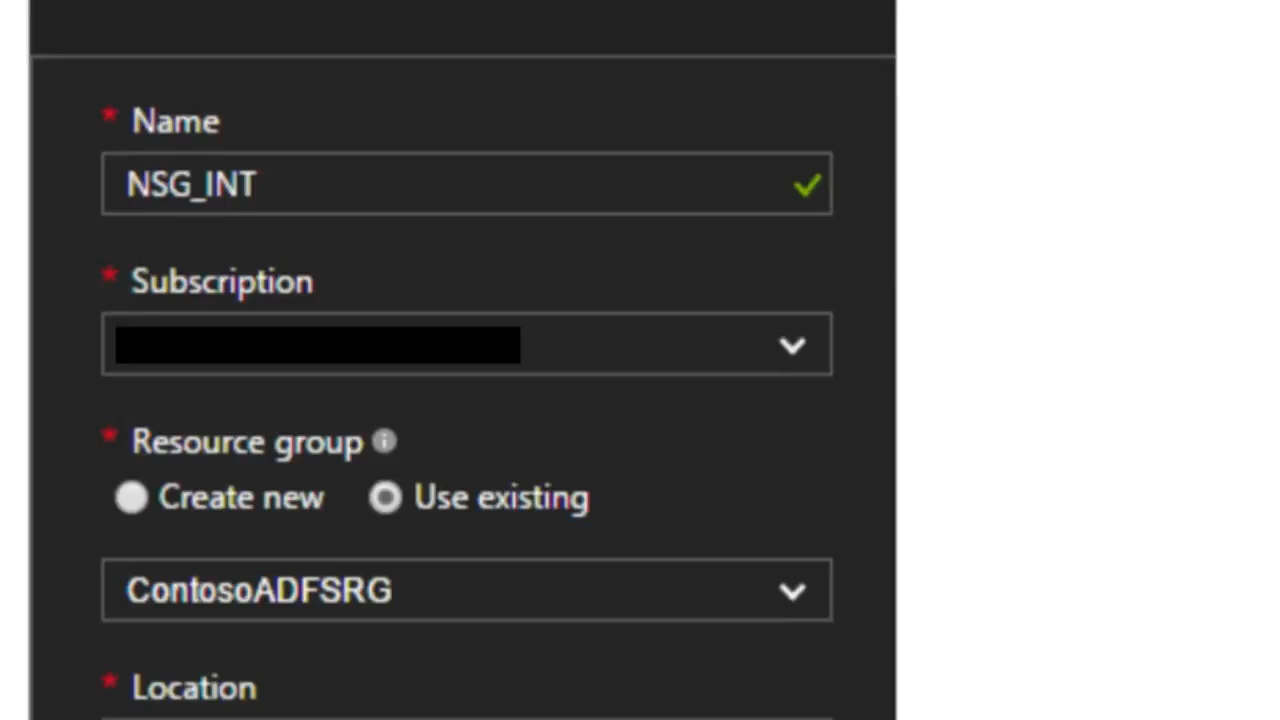 * Name
NSG_INT
* Subscription
* Resource group
Create new Use existing
ContosoADFSRG
* Location